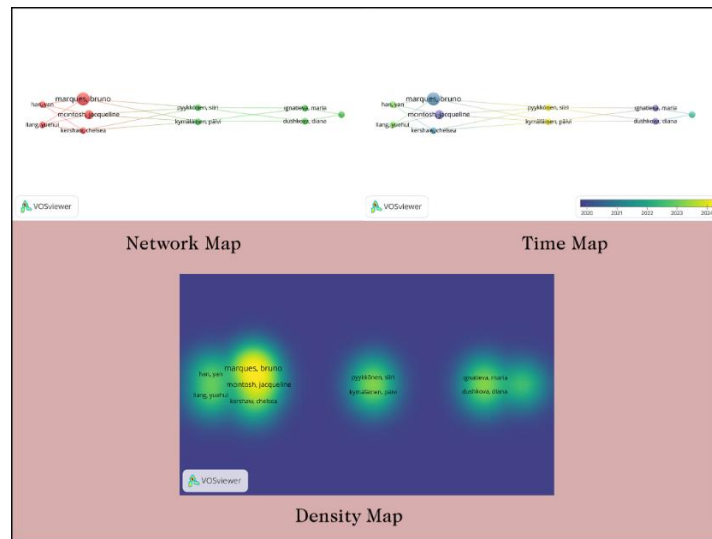 marques, bruno
han, yan
mcintosh, jacqueline
liang, yuehui
kershaw, chelsea
pyykkönen, siiri
kymäläinen, päivi
ignatieva, maria
dushkova, diana
VOSviewer
marques, bruno
han, yan
mcintosh, jacqueline
liang, yuehui
kershaw, chelsea
pyykkönen, siiri
kymäläinen, päivi
ignatieva, maria
dushkova, diana
VOSviewer
2020 2021 2022 2023 2024
Network Map
Time Map
marques, bruno
han, yan
mcintosh, jacqueline
liang, yuehui
kershaw, chelsea
pyykkönen, siiri
kymäläinen, päivi
ignatieva, maria
dushkova, diana
VOSviewer
Density Map